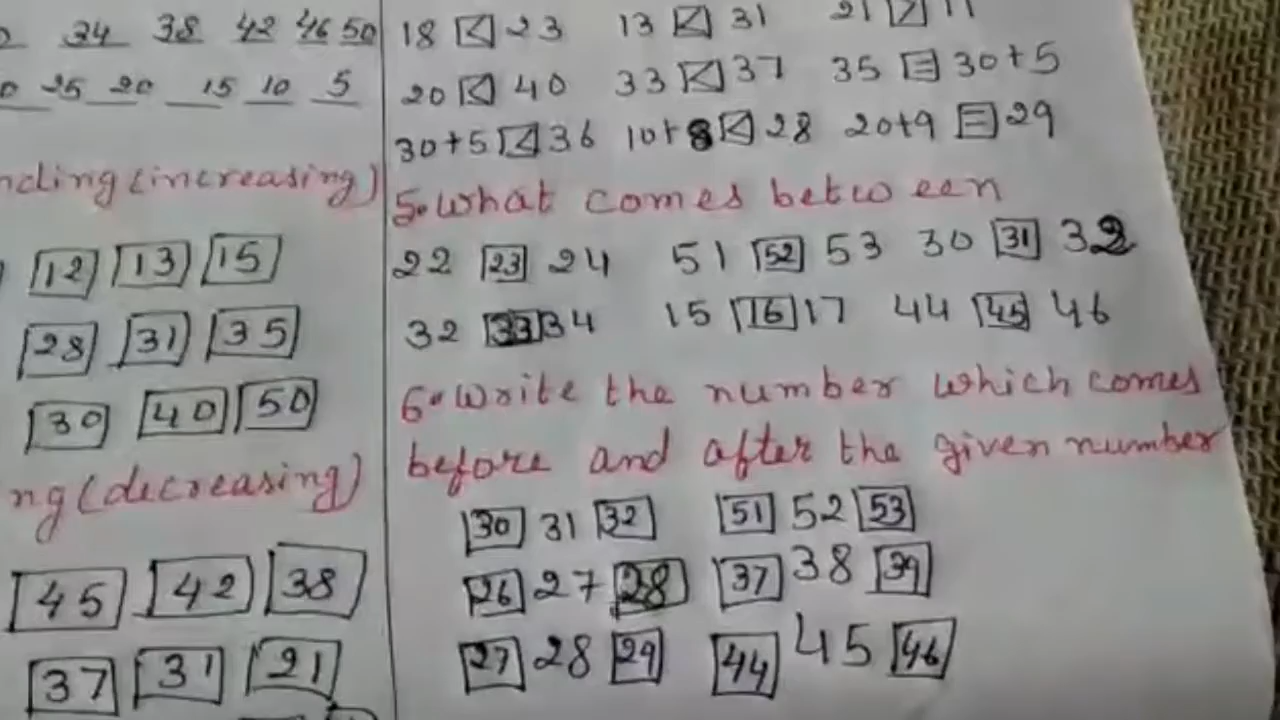 34 38 42 46 50
25 20 15 10 5
(increasing)
12 13 15
28 31 35
30 40 50
(decreasing)
45 42 38
37 31 21
18 < 23 13 < 31 21 > 11
20 < 40 33 < 37 35 = 30+5
30+5 < 36 10+8 < 28 20+9 = 29
5. What comes between
22 23 24 51 52 53 30 31 32
32 33 34 15 16 17 44 45 46
6. Write the number which comes
before and after the given number
30 31 32 51 52 53
26 27 28 37 38 39
27 28 29 44 45 46